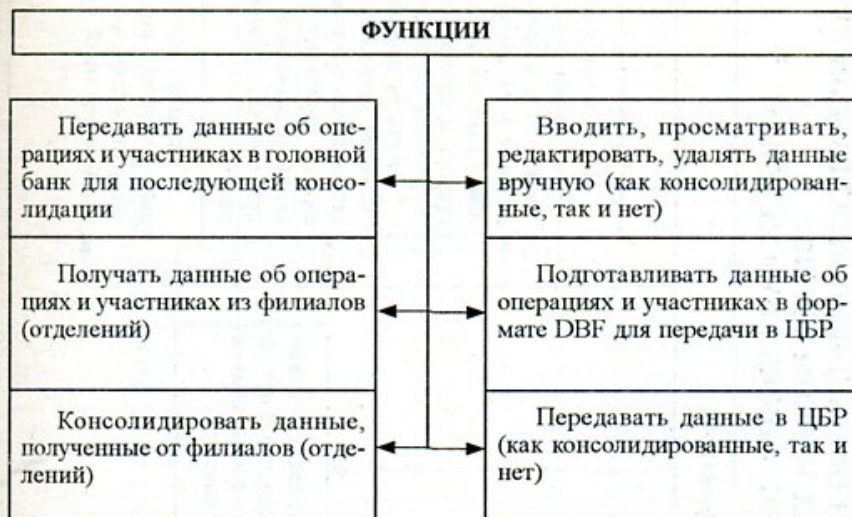 ФУНКЦИИ
Передавать данные об опе-
рациях и участниках в головной
банк для последующей консо-
лидации
Вводить, просматривать,
редактировать, удалять данные
вручную (как консолидирован-
ные, так и нет)
Получать данные об опера-
циях и участниках из филиалов
(отделений)
Подготавливать данные об
операциях и участниках в фор-
мате DBF для передачи в ЦБР
Консолидировать данные,
полученные от филиалов (отде-
лений)
Передавать данные в ЦБР
(как консолидированные, так и
нет)